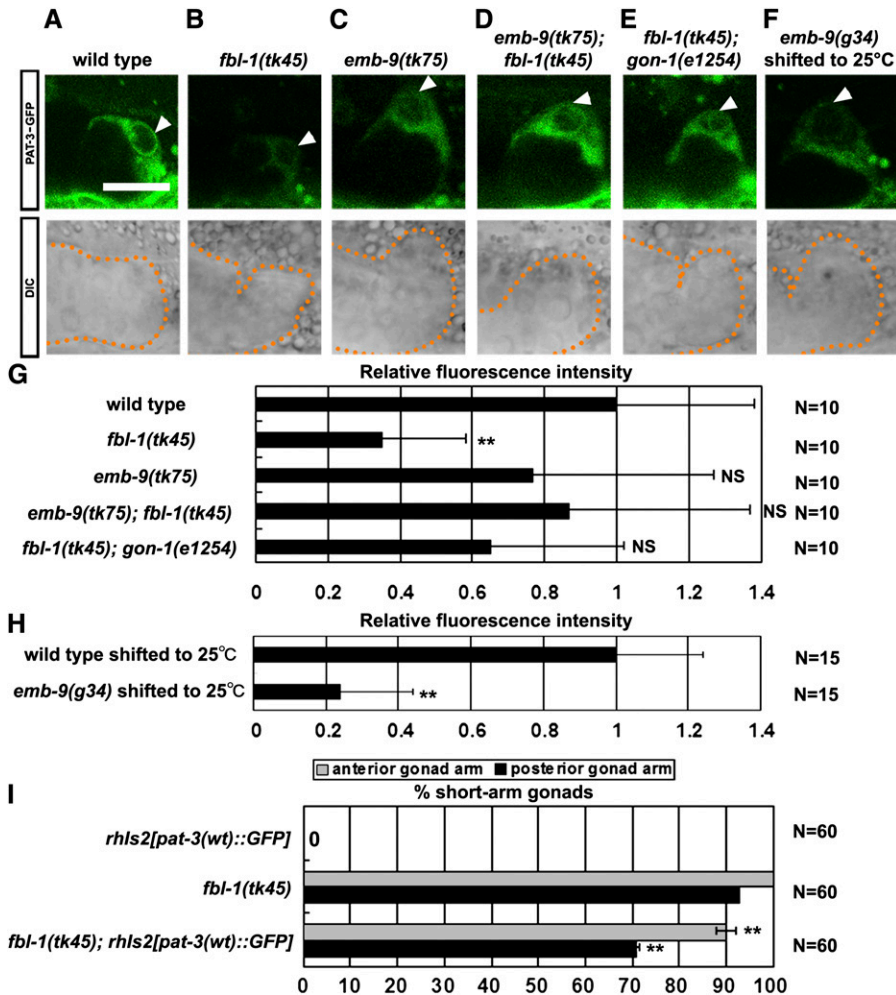 A B C D E F
wild type
fbl-1(tk45)
emb-9(tk75)
emb-9(tk75);
fbl-1(tk45)
fbl-1(tk45);
gon-1(e1254)
emb-9(g34)
shifted to 25°C
PAT-3-GFP
DIC
G
Relative fluorescence intensity
wild type N=10
fbl-1(tk45) ** N=10
emb-9(tk75) NS N=10
emb-9(tk75); fbl-1(tk45) NS N=10
fbl-1(tk45); gon-1(e1254) NS N=10
0 0.2 0.4 0.6 0.8 1 1.2 1.4
H
Relative fluorescence intensity
wild type shifted to 25℃ N=15
emb-9(g34) shifted to 25℃ ** N=15
0 0.2 0.4 0.6 0.8 1 1.2 1.4
anterior gonad arm posterior gonad arm
I
% short-arm gonads
rhIs2[pat-3(wt)::GFP] 0 N=60
fbl-1(tk45) N=60
fbl-1(tk45); rhIs2[pat-3(wt)::GFP] ** ** N=60
0 10 20 30 40 50 60 70 80 90 100